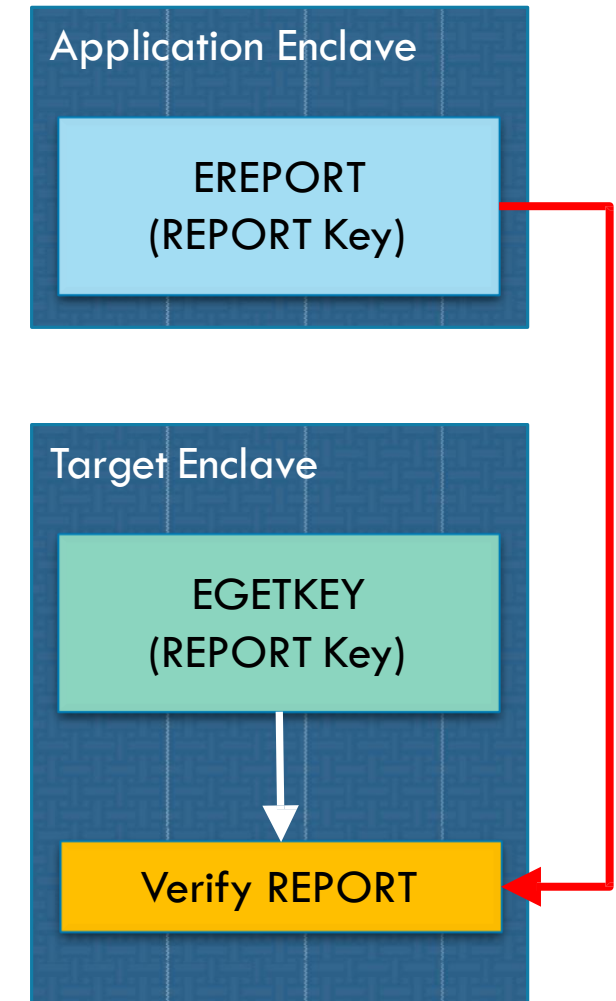 Application Enclave
EREPORT
(REPORT Key)
Target Enclave
EGETKEY
(REPORT Key)
Verify REPORT